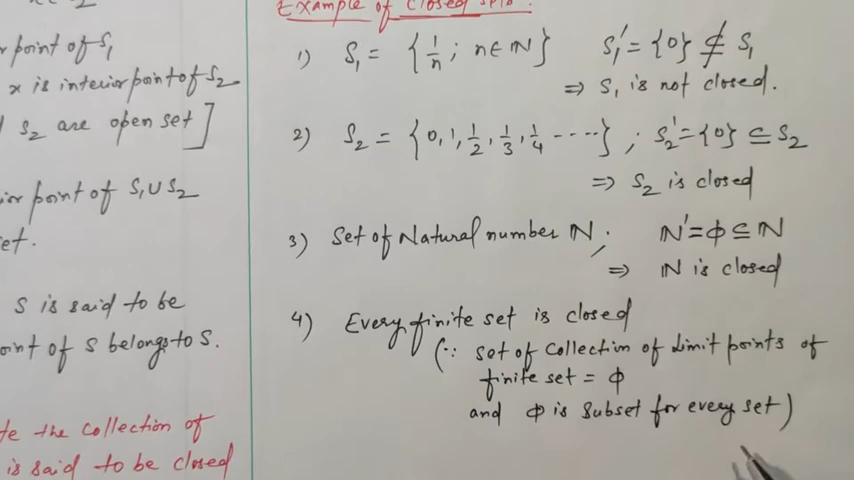 point of S₁
x is interior point of S₂
S₂ are open set]
point of S₁ ∪ S₂
set.
S is said to be
point of S belongs to S.
the collection of
is said to be closed
Example of closed sets:
1) S₁ = {1/n ; n ∈ ℕ} S₁' = {0} ⊄ S₁
⇒ S₁ is not closed.
2) S₂ = {0, 1, 1/2, 1/3, 1/4 -----} ; S₂' = {0} ⊆ S₂
⇒ S₂ is closed
3) Set of Natural number ℕ; ℕ' = ϕ ⊆ ℕ
⇒ ℕ is closed
4) Every finite set is closed
(∵ set of collection of limit points of
finite set = ϕ
and ϕ is subset for every set)